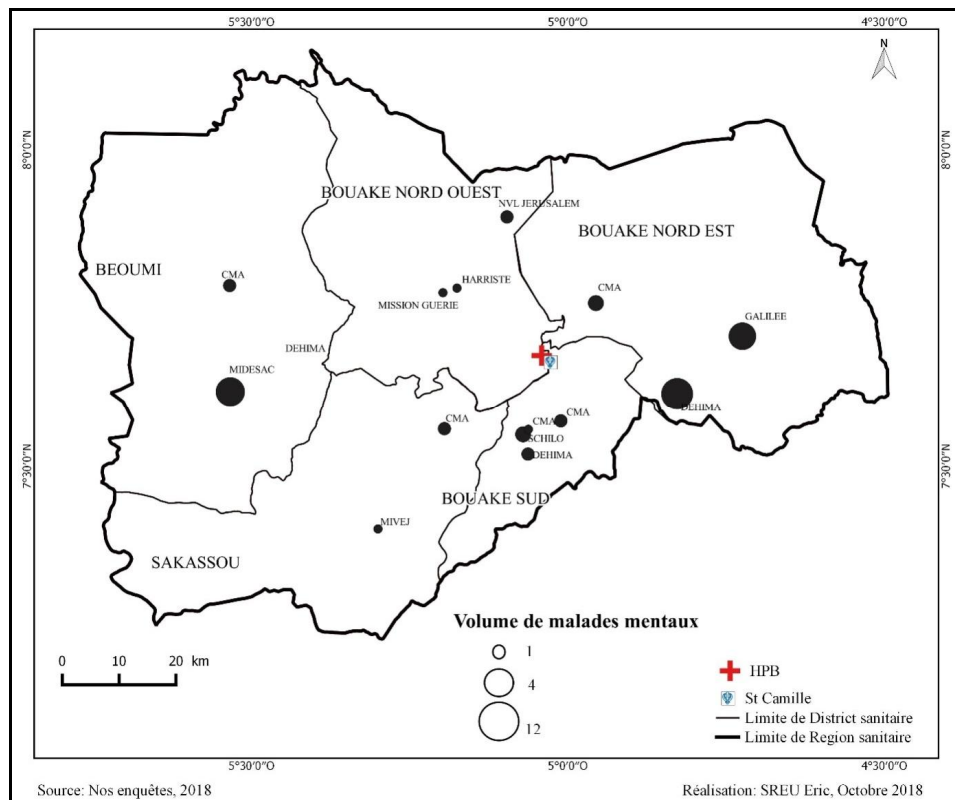 5°30'0"O 5°0'0"O 4°30'0"O
N
8°0'0"N 8°0'0"N
BOUAKE NORD OUEST
NVL JERUSALEM
BOUAKE NORD EST
BEOUMI
CMA
HARRISTE
MISSION GUERIE
CMA
GALILEE
DEHIMA
MIDESAC
DEHIMA
CMA
CMA
CMA
SCHILO
DEHIMA
7°30'0"N 7°30'0"N
BOUAKE SUD
MIVEJ
SAKASSOU
Volume de malades mentaux
1
4
12
0 10 20 km
HPB
St Camille
Limite de District sanitaire
Limite de Region sanitaire
5°30'0"O 5°0'0"O 4°30'0"O
Source: Nos enquêtes, 2018 Réalisation: SREU Eric, Octobre 2018